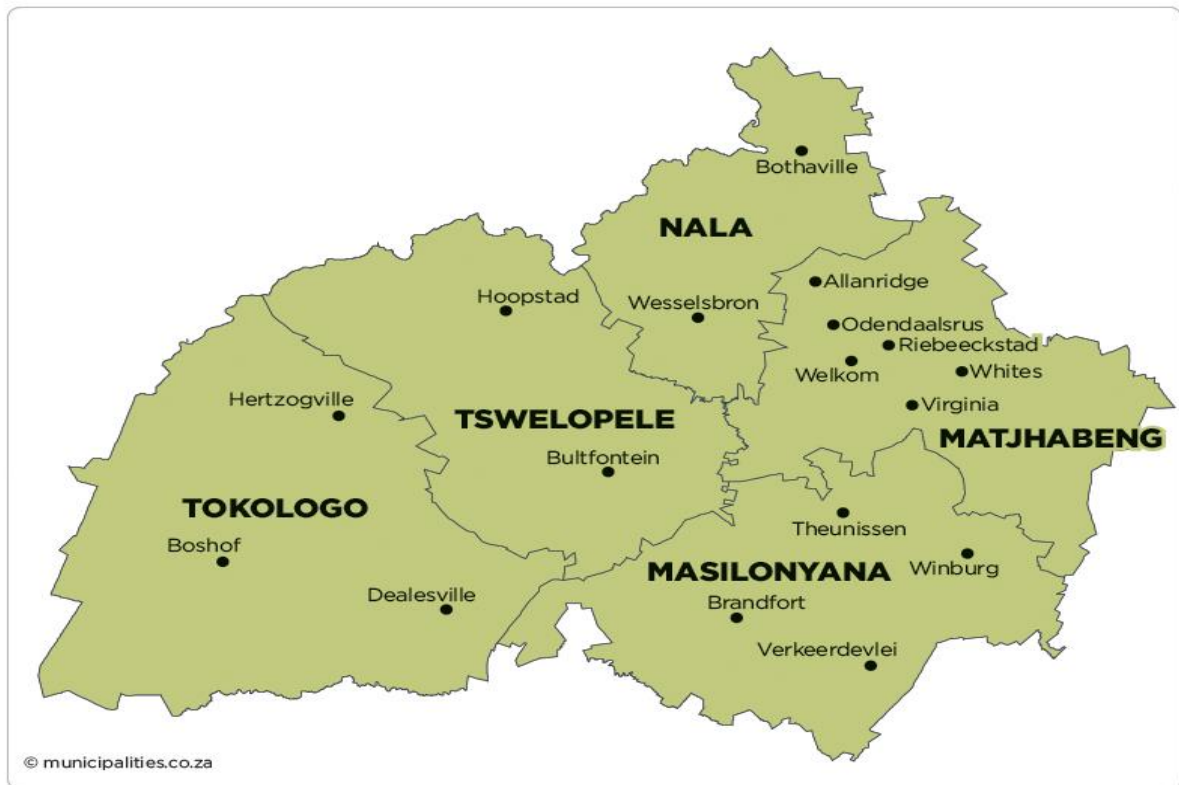 Bothaville
NALA
Allanridge
Hoopstad
Wesselsbron
Odendaalsrus
Riebeeckstad
Welkom
Whites
Hertzogville
Virginia
TSWELOPELE
MATJHABENG
Bultfontein
TOKOLOGO
Theunissen
Boshof
Winburg
MASILONYANA
Dealesville
Brandfort
Verkeerdevlei
© municipalities.co.za